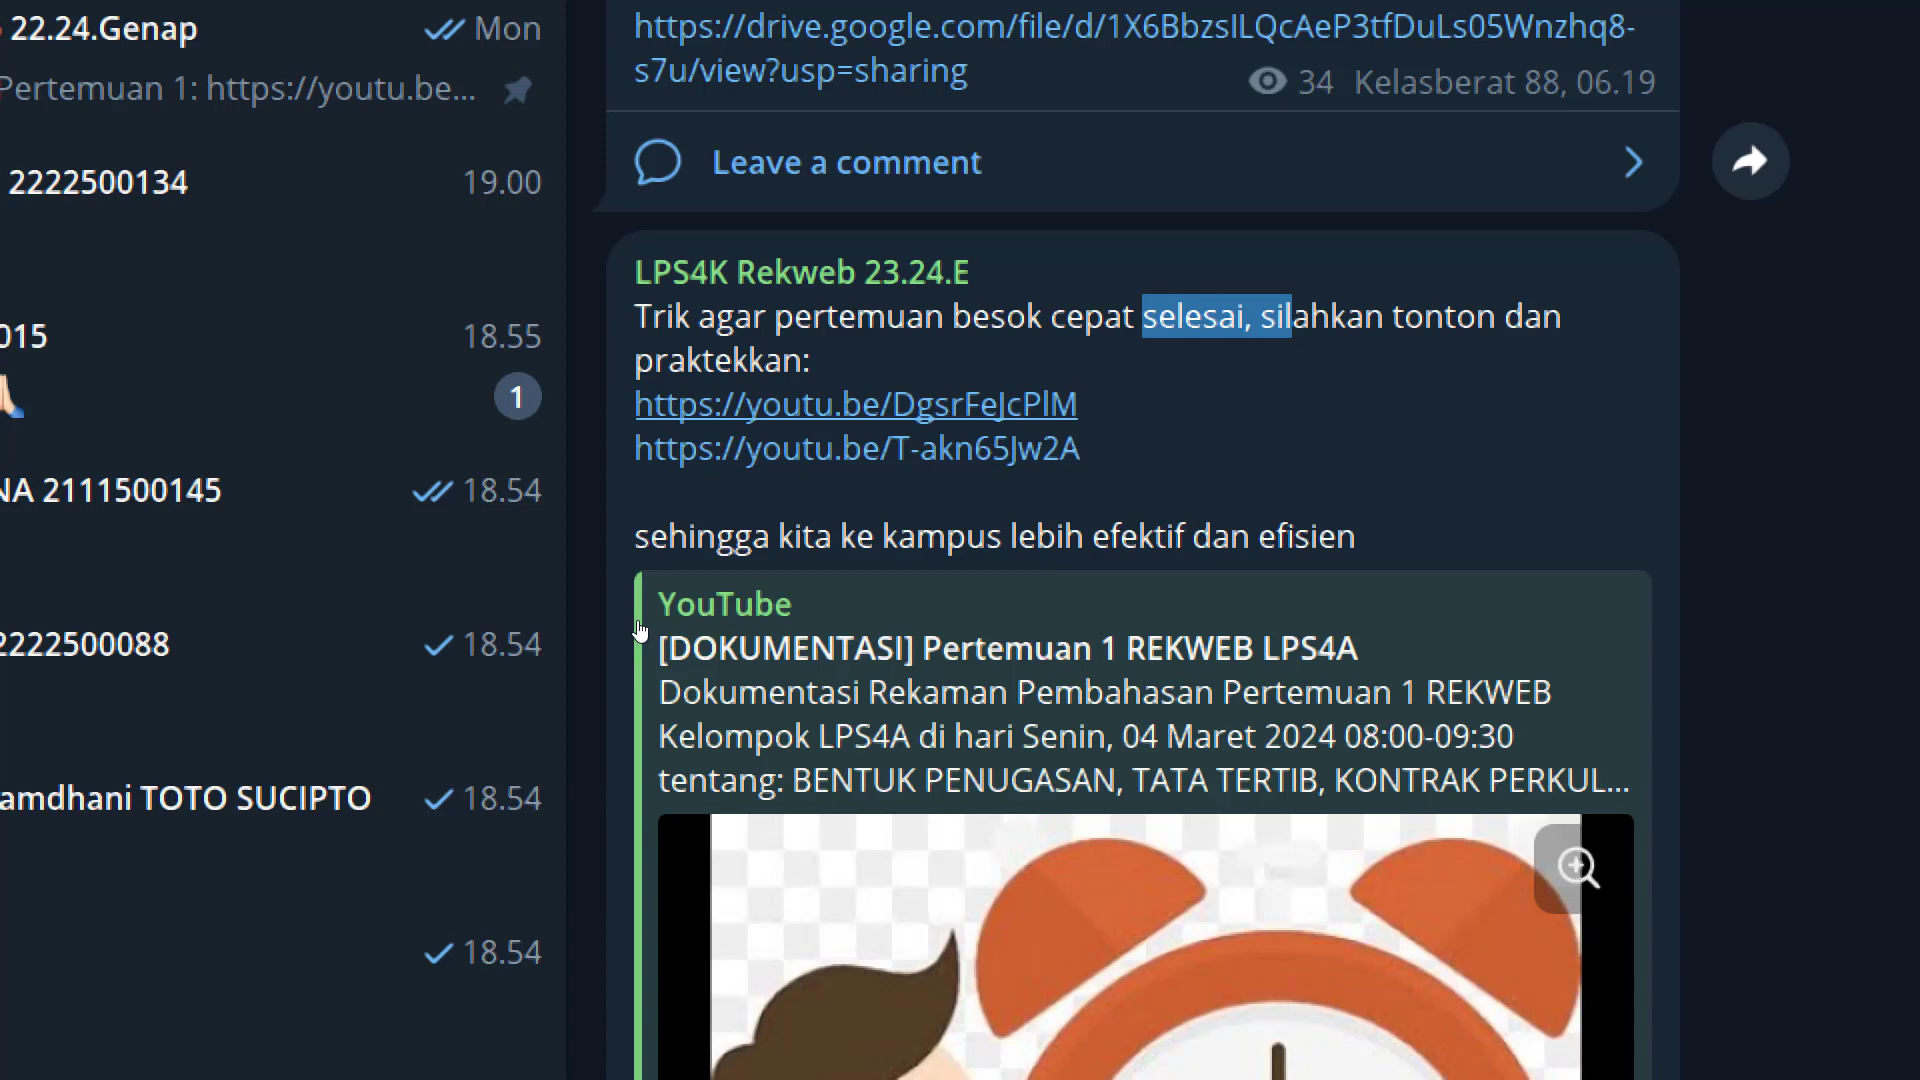 22.24.Genap
Mon
Pertemuan 1: https://youtu.be...
2222500134
19.00
015
18.55
1
NA 2111500145
18.54
2222500088
18.54
amdhani TOTO SUCIPTO
18.54
18.54
https://drive.google.com/file/d/1X6BbzsILQcAeP3tfDuLs05Wnzhq8-
s7u/view?usp=sharing
34 Kelasberat 88, 06.19
Leave a comment
LPS4K Rekweb 23.24.E
Trik agar pertemuan besok cepat selesai, silahkan tonton dan
praktekkan:
https://youtu.be/DgsrFeJcPlM
https://youtu.be/T-akn65Jw2A
sehingga kita ke kampus lebih efektif dan efisien
YouTube
[DOKUMENTASI] Pertemuan 1 REKWEB LPS4A
Dokumentasi Rekaman Pembahasan Pertemuan 1 REKWEB
Kelompok LPS4A di hari Senin, 04 Maret 2024 08:00-09:30
tentang: BENTUK PENUGASAN, TATA TERTIB, KONTRAK PERKUL...